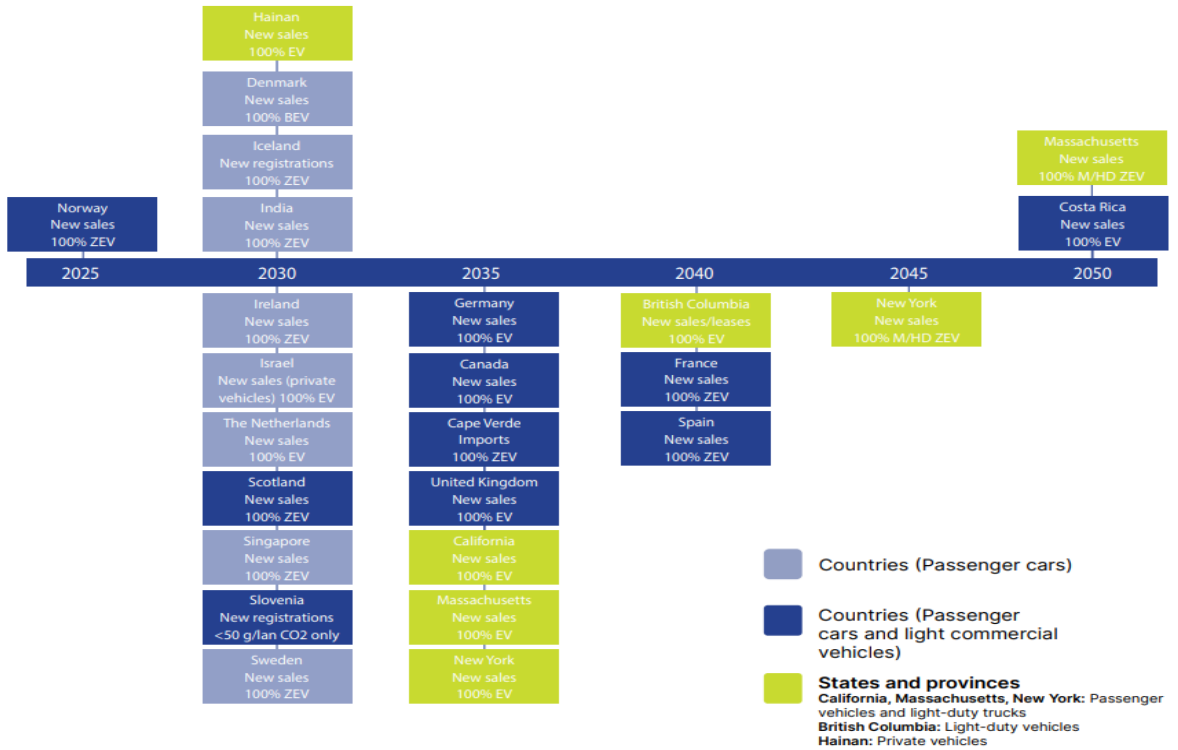 Hainan
New sales
100% EV
Denmark
New sales
100% BEV
Iceland
New registrations
100% ZEV
India
New sales
100% ZEV
Norway
New sales
100% ZEV
Massachusetts
New sales
100% M/HD ZEV
Costa Rica
New sales
100% EV
2025 2030 2035 2040 2045 2050
Ireland
New sales
100% ZEV
Israel
New sales (private
vehicles) 100% EV
The Netherlands
New sales
100% EV
Scotland
New sales
100% ZEV
Singapore
New sales
100% ZEV
Slovenia
New registrations
<50 g/lan CO2 only
Sweden
New sales
100% ZEV
Germany
New sales
100% EV
Canada
New sales
100% EV
Cape Verde
Imports
100% ZEV
United Kingdom
New sales
100% EV
California
New sales
100% EV
Massachusetts
New sales
100% EV
New York
New sales
100% EV
British Columbia
New sales/leases
100% EV
France
New sales
100% ZEV
Spain
New sales
100% ZEV
New York
New sales
100% M/HD ZEV
Countries (Passenger cars)
Countries (Passenger
cars and light commercial
vehicles)
States and provinces
California, Massachusetts, New York: Passenger
vehicles and light-duty trucks
British Columbia: Light-duty vehicles
Hainan: Private vehicles